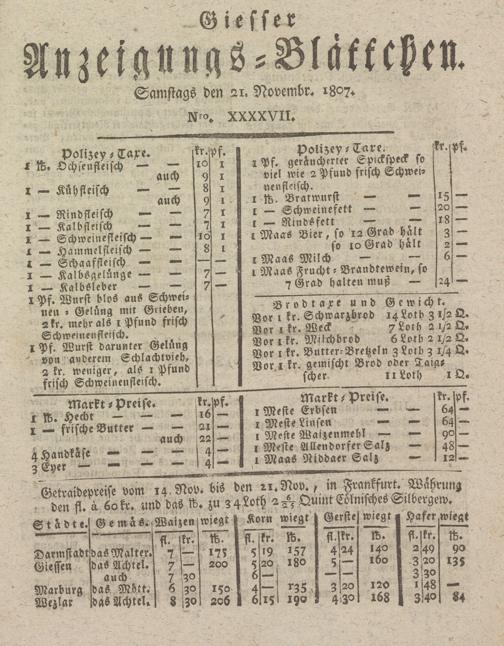 Giesser
Anzeigungs-Blättchen.
Samstags den 21. Novembr. 1807.
Nro. XXXXVII.
Polizey-Taxe. kr. pf.
1 ℔. Ochsenfleisch — — 10 1
auch 9 1
1 — Kühfleisch — — 8 1
auch 9 1
1 — Rindfleisch — — 7 1
1 — Kalbfleisch — — 7 1
1 — Schweinefleisch — — 10 1
1 — Hammelfleisch — — 8 1
1 — Schaaffleisch — — — —
1 — Kalbsgelünge — — 7 —
1 — Kalbsleber — — 7 —
1 Pf. Wurst blos aus Schwei-
nen-Gelüng mit Grieben,
2 kr. mehr als 1 Pfund frisch
Schweinenfleisch.
1 Pf. Wurst darunter Gelüng
von anderem Schlachtvieh,
2 kr. weniger, als 1 Pfund
frisch Schweinenfleisch.
Polizey-Taxe. kr. pf.
1 Pf. geräucherter Spickspeck so
viel wie 2 Pfund frisch Schwei-
nenfleisch.
1 ℔. Bratwurst — — 15 —
1 — Schweinefett — — 20 —
1 — Rindsfett — — 18 —
1 Maas Bier, so 12 Grad hält 3 —
so 10 Grad hält 2 —
1 Maas Milch — — 6 —
1 Maas Frucht-Brandtewein, so
7 Grad halten muß — 24 —
Brodtaxe und Gewicht.
Vor 1 kr. Schwarzbrod 14 Loth 3 1/2 Q.
Vor 1 kr. Weck 7 Loth 2 1/2 Q.
Vor 1 kr. Milchbrod 6 Loth 2 1/2 Q.
Vor 1 kr. Butter-Bretzeln 3 Loth 3 1/4 Q.
Vor 1 kr. gemischt Brod oder Taig-
scher 11 Loth 1 Q.
Markt-Preise. kr. pf.
1 ℔. Hecht — — 16 —
1 — frische Butter — — 21 —
auch 22 —
4 Handkäse — — 4 —
3 Eyer — — 4 —
Markt-Preise. kr. pf.
1 Meste Erbsen — — 64 —
1 Meste Linsen — — 64 —
1 Meste Waizenmehl — — 90 —
1 Meste Allendorfer Salz 48 —
1 Maas Niddaer Salz — 12 —
Getraidepreise vom 14. Nov. bis den 21. Nov., in Frankfurt. Währung
den fl. à 60 kr. und das ℔. zu 34 Loth 2 2/5 Quint Cölnisches Silbergew.
Städte. Gemäs. Waizen wiegt Korn wiegt Gerste wiegt Hafer wiegt
fl. kr. ℔. fl. kr. ℔. fl. kr. ℔. fl. kr. ℔.
Darmstadt das Malter. 7 — 175 5 19 157 4 24 140 2 49 90
Giessen das Achtel. 7 — 200 5 20 180 5 — 160 3 20 135
auch 7 30 6 — — — 3 30 —
Marburg das Mött. 6 30 150 4 — 135 3 20 120 1 48 —
Wezlar das Achtel. 8 30 206 6 15 190 4 30 168 3 40 84